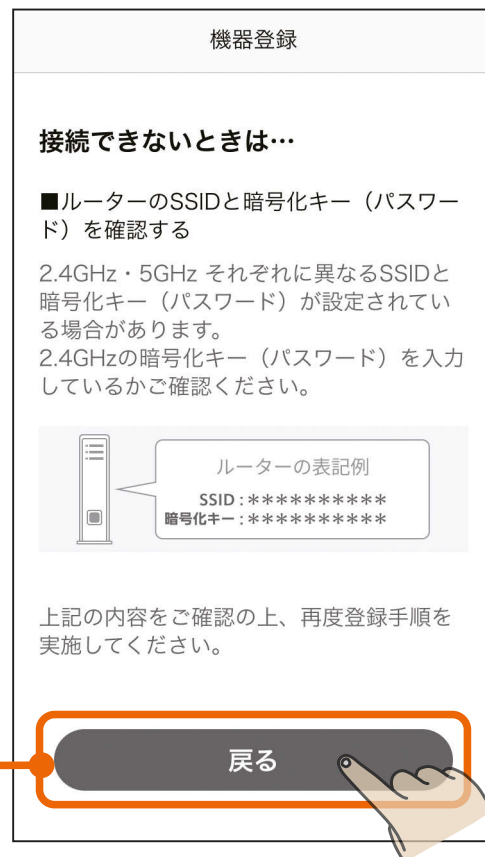 機器登録
接続できないときは…
■ルーターのSSIDと暗号化キー（パスワー
ド）を確認する
2.4GHz・5GHz それぞれに異なるSSIDと
暗号化キー（パスワード）が設定されてい
る場合があります。
2.4GHzの暗号化キー（パスワード）を入力
しているかご確認ください。
ルーターの表記例
SSID：**********
暗号化キー：**********
上記の内容をご確認の上、再度登録手順を
実施してください。
戻る